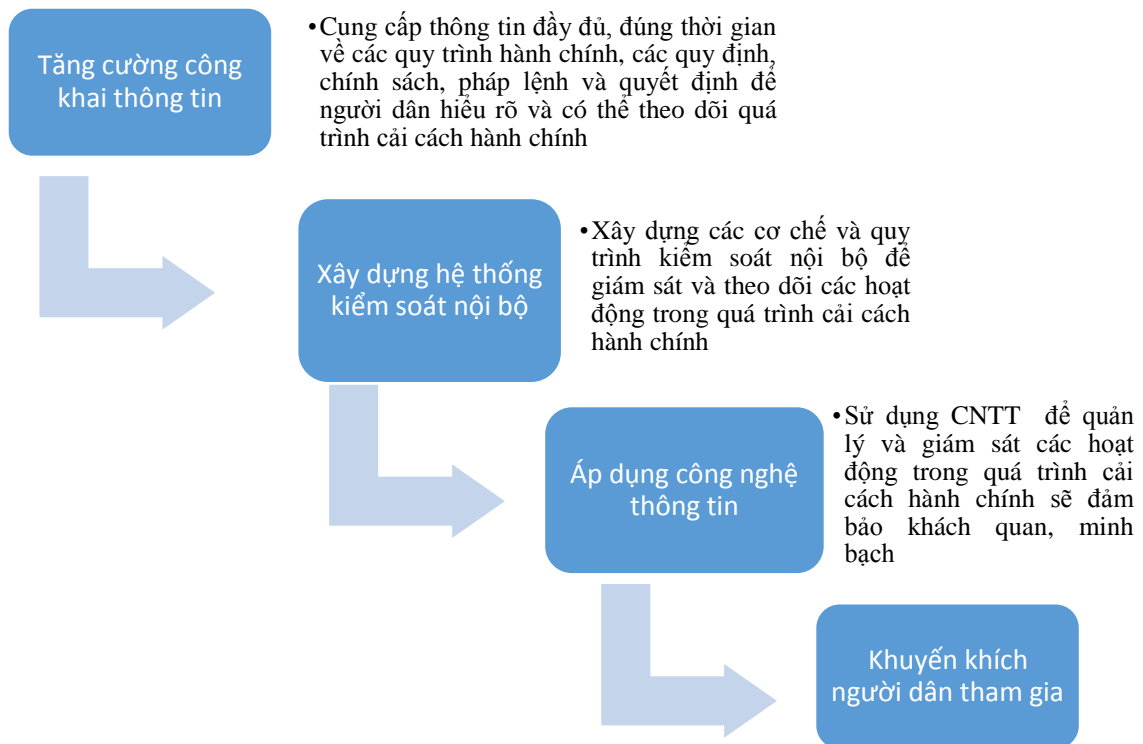 Tăng cường công
khai thông tin
•Cung cấp thông tin đầy đủ, đúng thời gian
về các quy trình hành chính, các quy định,
chính sách, pháp lệnh và quyết định để
người dân hiểu rõ và có thể theo dõi quá
trình cải cách hành chính
Xây dựng hệ thống
kiểm soát nội bộ
•Xây dựng các cơ chế và quy
trình kiểm soát nội bộ để
giám sát và theo dõi các hoạt
động trong quá trình cải cách
hành chính
Áp dụng công nghệ
thông tin
•Sử dụng CNTT để quản
lý và giám sát các hoạt
động trong quá trình cải
cách hành chính sẽ đảm
bảo khách quan, minh
bạch
Khuyến khích
người dân tham gia